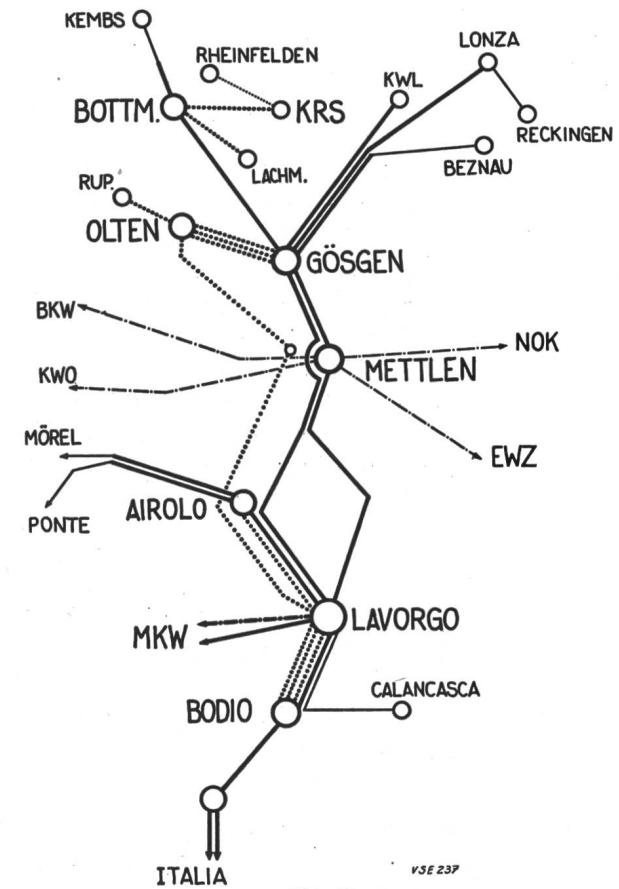 KEMBS
LONZA
RHEINFELDEN
KWL
BOTTM.
KRS
RECKINGEN
BEZNAU
LACHM.
RUP.
OLTEN
GÖSGEN
BKW
NOK
METTLEN
KWO
MÖREL
EWZ
AIROLO
PONTE
LAVORGO
MKW
CALANCASCA
BODIO
ITALIA
VSE 237